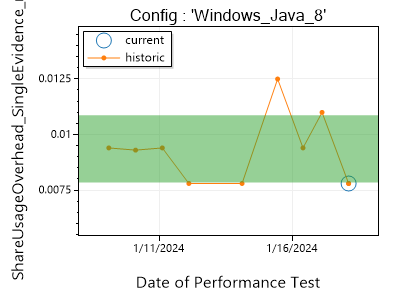 Config : 'Windows_Java_8'
current
historic
0.0125
0.01
0.0075
1/11/2024
1/16/2024
Date of Performance Test
ShareUsageOverhead_SingleEvidence_